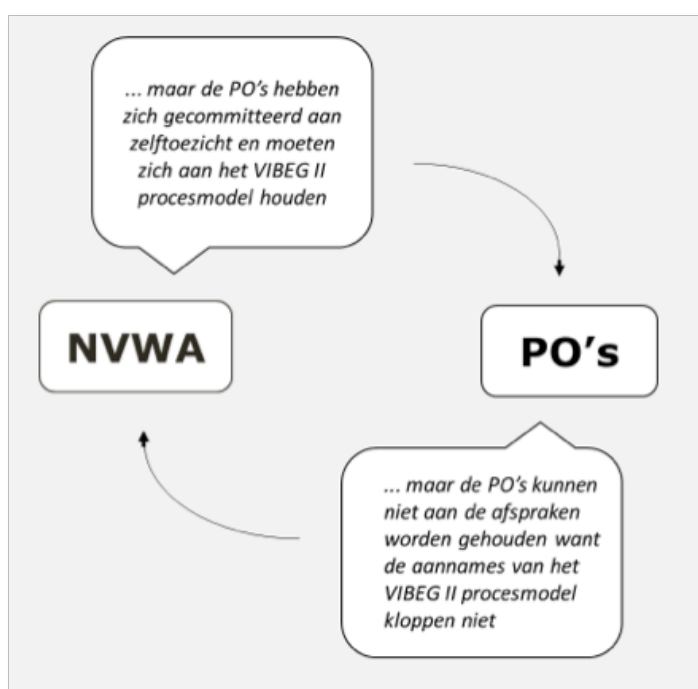 ... maar de PO's hebben
zich gecommitteerd aan
zelftoezicht en moeten
zich aan het VIBEG II
procesmodel houden
NVWA
PO's
... maar de PO's kunnen
niet aan de afspraken
worden gehouden want
de aannames van het
VIBEG II procesmodel
kloppen niet